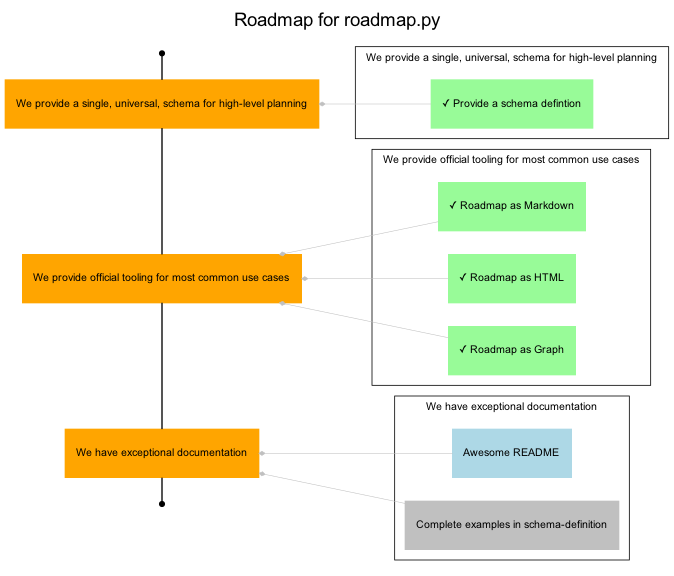 Roadmap for roadmap.py
We provide a single, universal, schema for high-level planning
We provide a single, universal, schema for high-level planning
✓ Provide a schema defintion
We provide official tooling for most common use cases
✓ Roadmap as Markdown
We provide official tooling for most common use cases
✓ Roadmap as HTML
✓ Roadmap as Graph
We have exceptional documentation
We have exceptional documentation
Awesome README
Complete examples in schema-definition